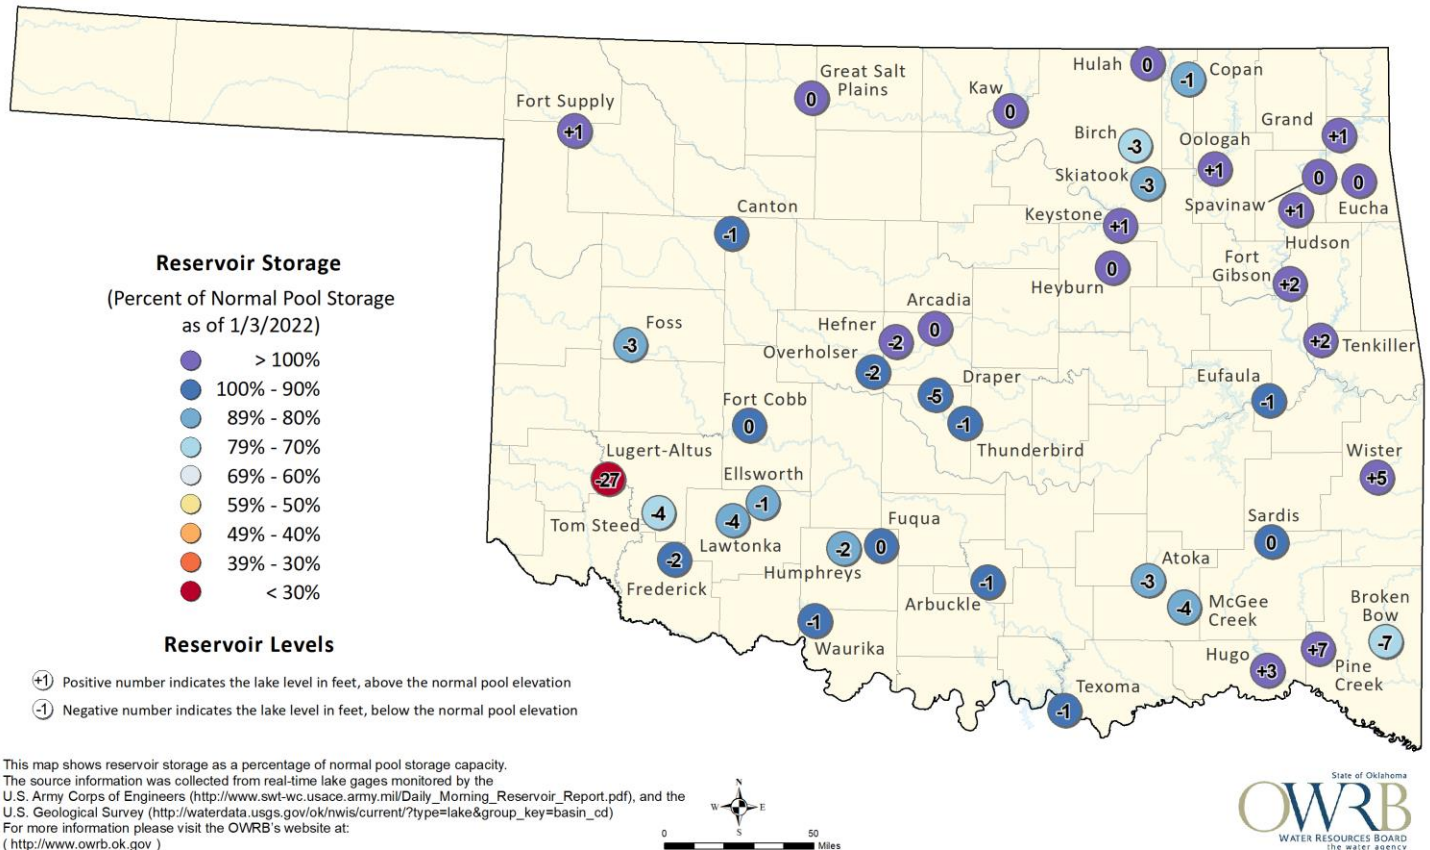 Great Salt
Plains
0
Kaw
0
Hulah
0
Copan
-1
Fort Supply
+1
Birch
-3
Oologah
+1
Grand
+1
Skiatook
-3
Spavinaw
0
Eucha
0
Keystone
+1
Hudson
+1
Canton
-1
Heyburn
0
Fort
Gibson
+2
Reservoir Storage
(Percent of Normal Pool Storage
as of 1/3/2022)
> 100%
100% - 90%
89% - 80%
79% - 70%
69% - 60%
59% - 50%
49% - 40%
39% - 30%
< 30%
Foss
-3
Arcadia
0
Hefner
-2
Overholser
-2
Tenkiller
+2
Draper
-5
Eufaula
-1
Fort Cobb
0
Thunderbird
-1
Lugert-Altus
-27
Ellsworth
-1
Wister
+5
Tom Steed
-4
Lawtonka
-4
Fuqua
0
Sardis
0
Frederick
-2
Humphreys
-2
Arbuckle
-1
Atoka
-3
McGee
Creek
-4
Broken
Bow
-7
Waurika
-1
Hugo
+3
Pine
Creek
+7
Texoma
-1
Reservoir Levels
+1 Positive number indicates the lake level in feet, above the normal pool elevation
-1 Negative number indicates the lake level in feet, below the normal pool elevation
This map shows reservoir storage as a percentage of normal pool storage capacity.
The source information was collected from real-time lake gages monitored by the
U.S. Army Corps of Engineers (http://www.swt-wc.usace.army.mil/Daily_Morning_Reservoir_Report.pdf), and the
U.S. Geological Survey (http://waterdata.usgs.gov/ok/nwis/current/?type=lake&group_key=basin_cd)
For more information please visit the OWRB's website at:
( http://www.owrb.ok.gov )
N
W E
S
0 50
Miles
State of Oklahoma
OWRB
WATER RESOURCES BOARD
the water agency